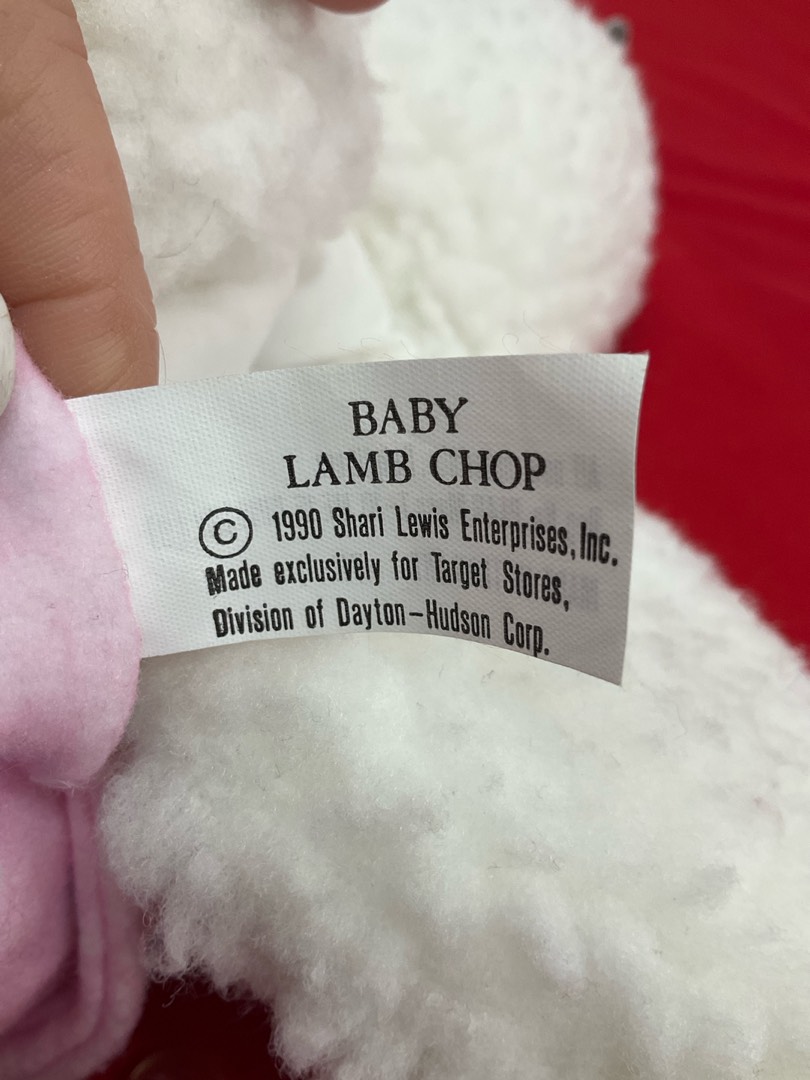 BABY
LAMB CHOP
© 1990 Shari Lewis Enterprises, Inc.
Made exclusively for Target Stores,
Division of Dayton-Hudson Corp.